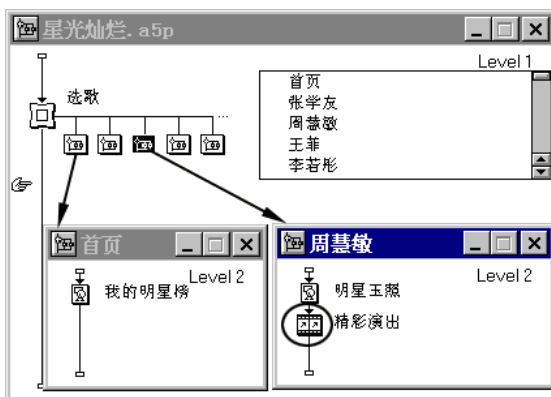 星光灿烂.a5p
Level 1
选歌
首页
张学友
周慧敏
王菲
李若彤
首页
Level 2
我的明星榜
周慧敏
Level 2
明星玉照
精彩演出